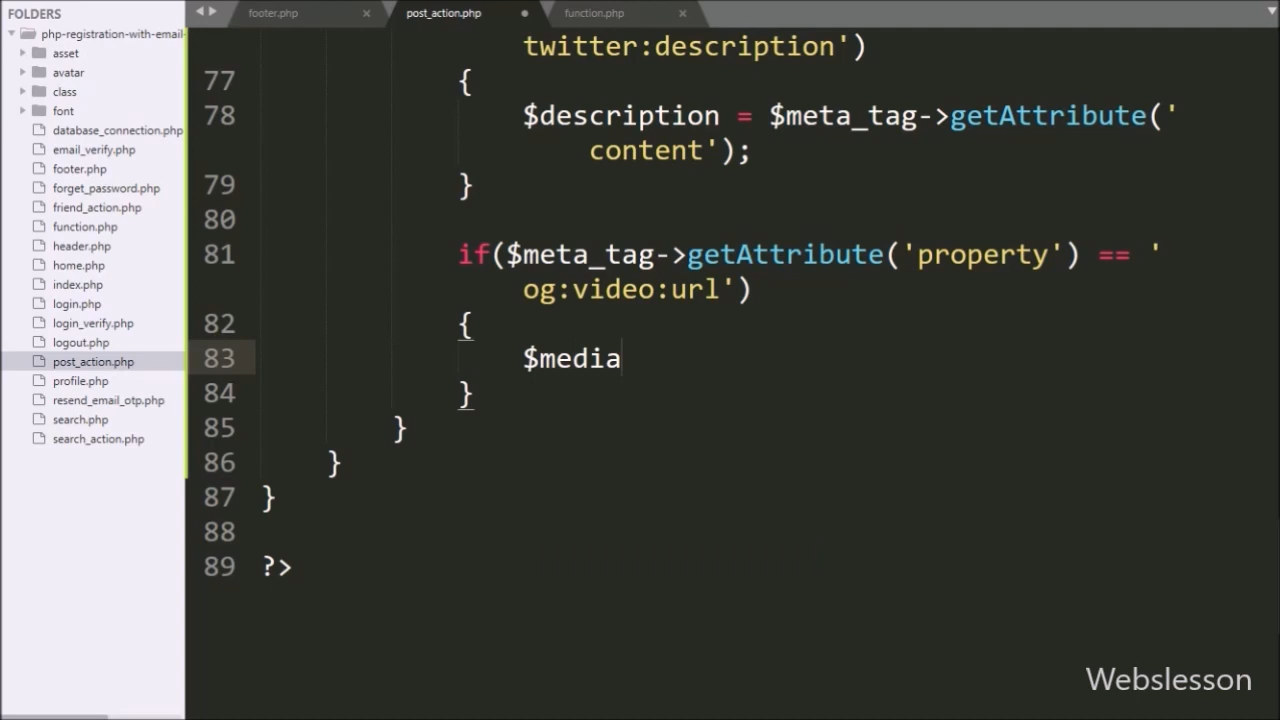 FOLDERS
php-registration-with-email-
asset
avatar
class
font
database_connection.php
email_verify.php
footer.php
forget_password.php
friend_action.php
function.php
header.php
home.php
index.php
login.php
login_verify.php
logout.php
post_action.php
profile.php
resend_email_otp.php
search.php
search_action.php
footer.php × post_action.php function.php ×
twitter:description')
77 {
78 $description = $meta_tag->getAttribute('
content');
79 }
80
81 if($meta_tag->getAttribute('property') == '
og:video:url')
82 {
83 $media
84 }
85 }
86 }
87 }
88
89 ?>
Webslesson